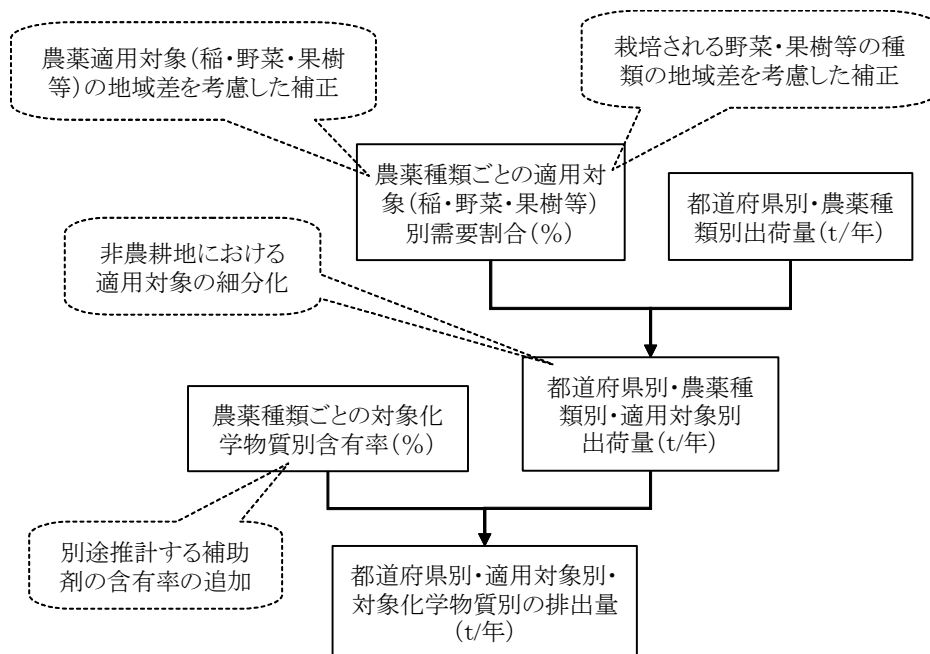 農薬適用対象(稲・野菜・果樹
等)の地域差を考慮した補正
栽培される野菜・果樹等の種
類の地域差を考慮した補正
農薬種類ごとの適用対
象(稲・野菜・果樹等)
別需要割合(%)
都道府県別・農薬種
類別出荷量(t/年)
非農耕地における
適用対象の細分化
農薬種類ごとの対象化
学物質別含有率(%)
都道府県別・農薬種
類別・適用対象別
出荷量(t/年)
別途推計する補助
剤の含有率の追加
都道府県別・適用対象別・
対象化学物質別の排出量
(t/年)